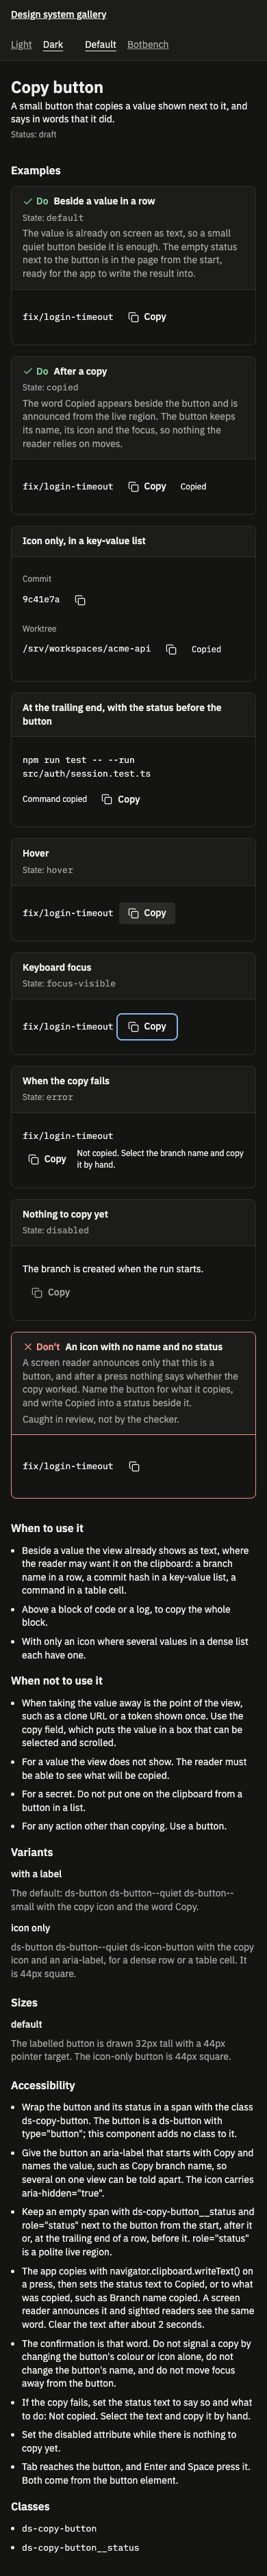 Design system gallery
Light Dark Default Botbench
Copy button
A small button that copies a value shown next to it, and
says in words that it did.
Status: draft
Examples
Do Beside a value in a row
State: default
The value is already on screen as text, so a small
quiet button beside it is enough. The empty status
next to the button is in the page from the start,
ready for the app to write the result into.
fix/login-timeout Copy
Do After a copy
State: copied
The word Copied appears beside the button and is
announced from the live region. The button keeps
its name, its icon and the focus, so nothing the
reader relies on moves.
fix/login-timeout Copy Copied
Icon only, in a key-value list
Commit
9c41e7a
Worktree
/srv/workspaces/acme-api Copied
At the trailing end, with the status before the
button
npm run test -- --run
src/auth/session.test.ts
Command copied Copy
Hover
State: hover
fix/login-timeout Copy
Keyboard focus
State: focus-visible
fix/login-timeout Copy
When the copy fails
State: error
fix/login-timeout
Copy Not copied. Select the branch name and copy
it by hand.
Nothing to copy yet
State: disabled
The branch is created when the run starts.
Copy
Don't An icon with no name and no status
A screen reader announces only that this is a
button, and after a press nothing says whether the
copy worked. Name the button for what it copies,
and write Copied into a status beside it.
Caught in review, not by the checker.
fix/login-timeout
When to use it
Beside a value the view already shows as text, where
the reader may want it on the clipboard: a branch
name in a row, a commit hash in a key-value list, a
command in a table cell.
Above a block of code or a log, to copy the whole
block.
With only an icon where several values in a dense list
each have one.
When not to use it
When taking the value away is the point of the view,
such as a clone URL or a token shown once. Use the
copy field, which puts the value in a box that can be
selected and scrolled.
For a value the view does not show. The reader must
be able to see what will be copied.
For a secret. Do not put one on the clipboard from a
button in a list.
For any action other than copying. Use a button.
Variants
with a label
The default: ds-button ds-button--quiet ds-button--
small with the copy icon and the word Copy.
icon only
ds-button ds-button--quiet ds-icon-button with the copy
icon and an aria-label, for a dense row or a table cell. It
is 44px square.
Sizes
default
The labelled button is drawn 32px tall with a 44px
pointer target. The icon-only button is 44px square.
Accessibility
Wrap the button and its status in a span with the class
ds-copy-button. The button is a ds-button with
type="button"; this component adds no class to it.
Give the button an aria-label that starts with Copy and
names the value, such as Copy branch name, so
several on one view can be told apart. The icon carries
aria-hidden="true".
Keep an empty span with ds-copy-button__status and
role="status" next to the button from the start, after it
or, at the trailing end of a row, before it. role="status"
is a polite live region.
The app copies with navigator.clipboard.writeText() on
a press, then sets the status text to Copied, or to what
was copied, such as Branch name copied. A screen
reader announces it and sighted readers see the same
word. Clear the text after about 2 seconds.
The confirmation is that word. Do not signal a copy by
changing the button's colour or icon alone, do not
change the button's name, and do not move focus
away from the button.
If the copy fails, set the status text to say so and what
to do: Not copied. Select the text and copy it by hand.
Set the disabled attribute while there is nothing to
copy yet.
Tab reaches the button, and Enter and Space press it.
Both come from the button element.
Classes
ds-copy-button
ds-copy-button__status